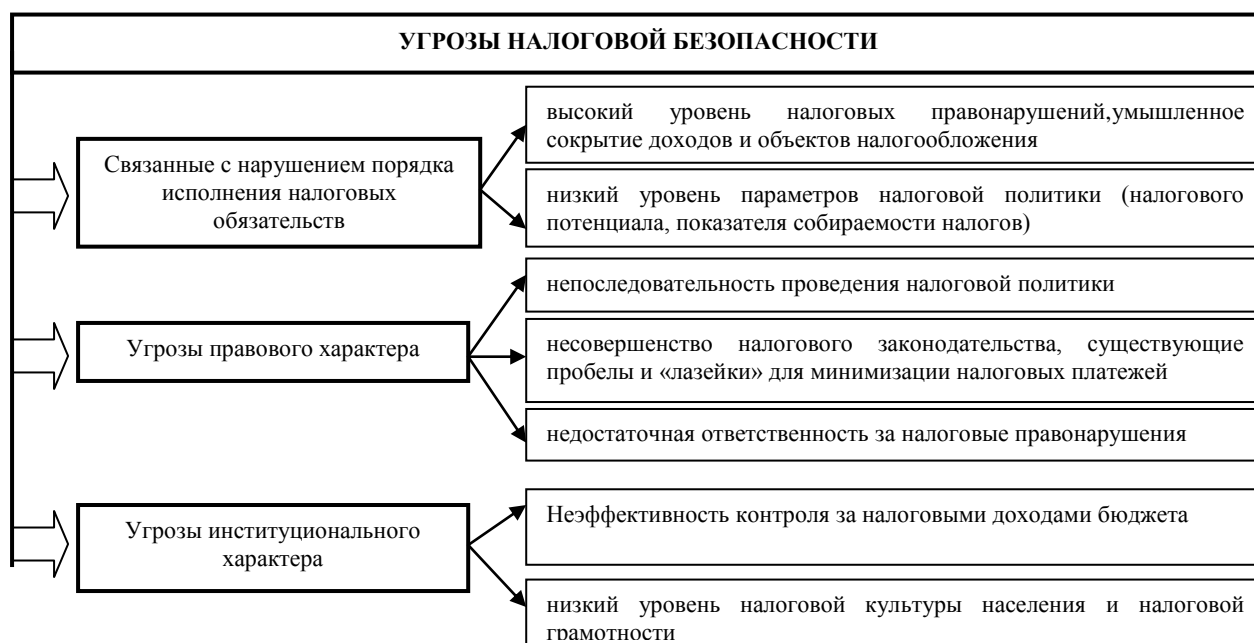 УГРОЗЫ НАЛОГОВОЙ БЕЗОПАСНОСТИ
Связанные с нарушением порядка
исполнения налоговых
обязательств
высокий уровень налоговых правонарушений,умышленное
сокрытие доходов и объектов налогообложения
низкий уровень параметров налоговой политики (налогового
потенциала, показателя собираемости налогов)
Угрозы правового характера
непоследовательность проведения налоговой политики
несовершенство налогового законодательства, существующие
пробелы и «лазейки» для минимизации налоговых платежей
недостаточная ответственность за налоговые правонарушения
Угрозы институционального
характера
Неэффективность контроля за налоговыми доходами бюджета
низкий уровень налоговой культуры населения и налоговой
грамотности